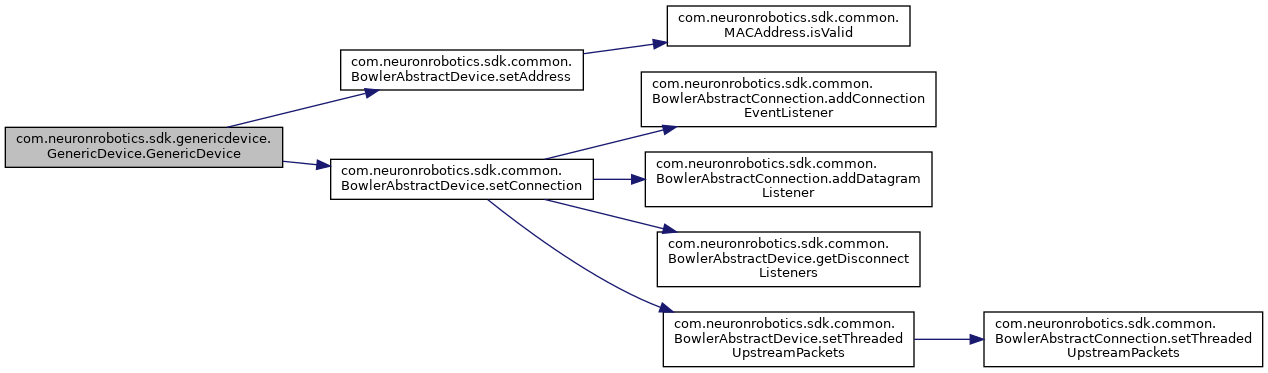 com.neuronrobotics.sdk.genericdevice.
GenericDevice.GenericDevice
com.neuronrobotics.sdk.common.
BowlerAbstractDevice.setAddress
com.neuronrobotics.sdk.common.
MACAddress.isValid
com.neuronrobotics.sdk.common.
BowlerAbstractDevice.setConnection
com.neuronrobotics.sdk.common.
BowlerAbstractConnection.addConnection
EventListener
com.neuronrobotics.sdk.common.
BowlerAbstractConnection.addDatagram
Listener
com.neuronrobotics.sdk.common.
BowlerAbstractDevice.getDisconnect
Listeners
com.neuronrobotics.sdk.common.
BowlerAbstractDevice.setThreaded
UpstreamPackets
com.neuronrobotics.sdk.common.
BowlerAbstractConnection.setThreaded
UpstreamPackets